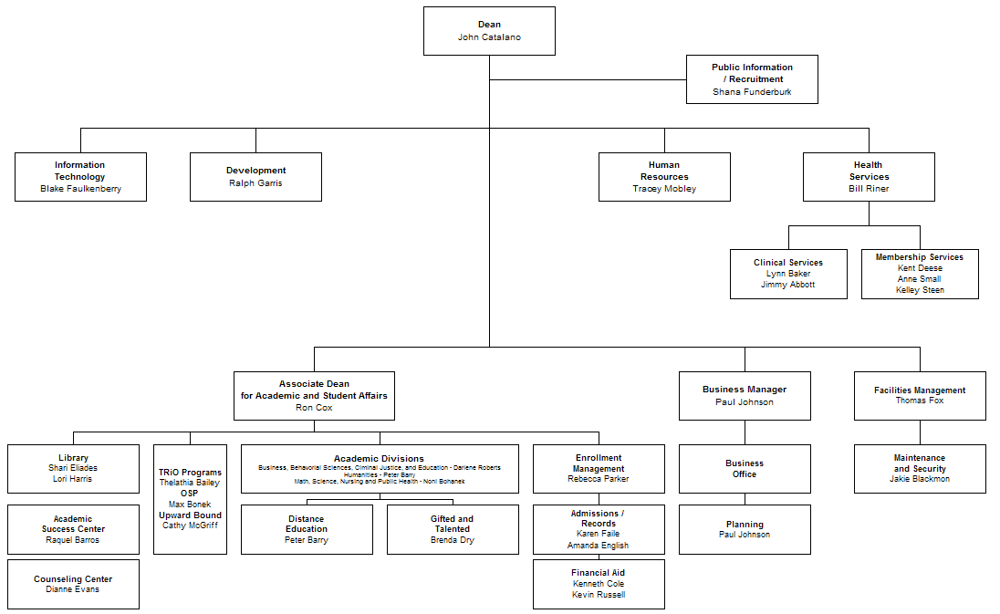 Dean
John Catalano
Public Information
/ Recruitment
Shana Funderburk
Information
Technology
Blake Faulkenberry
Development
Ralph Garris
Human
Resources
Tracey Mobley
Health
Services
Bill Riner
Clinical Services
Lynn Baker
Jimmy Abbott
Membership Services
Kent Deese
Anne Small
Kelley Steen
Associate Dean
for Academic and Student Affairs
Ron Cox
Business Manager
Paul Johnson
Facilities Management
Thomas Fox
Library
Shari Eliades
Lori Harris
TRiO Programs
Thelathia Bailey
OSP
Max Bonek
Upward Bound
Cathy McGriff
Academic Divisions
Business, Behavorial Sciences, Ciminal Justice, and Education - Darlene Roberts
Humanities - Peter Barry
Math, Science, Nursing and Public Health - Noni Bohanek
Enrollment
Management
Rebecca Parker
Business
Office
Maintenance
and Security
Jakie Blackmon
Academic
Success Center
Raquel Barros
Distance
Education
Peter Barry
Gifted and
Talented
Brenda Dry
Admissions /
Records
Karen Faile
Amanda English
Planning
Paul Johnson
Counseling Center
Dianne Evans
Financial Aid
Kenneth Cole
Kevin Russell